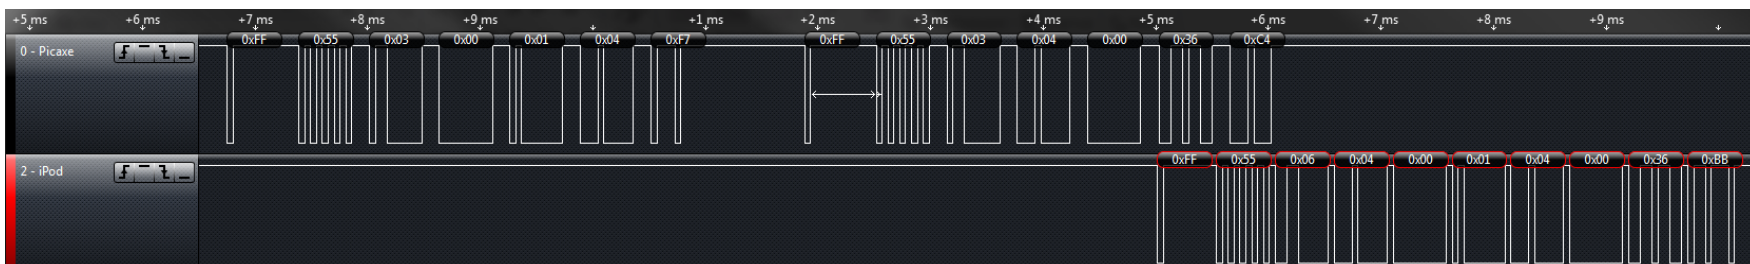 +5 ms +6 ms +7 ms +8 ms +9 ms +1 ms +2 ms +3 ms +4 ms +5 ms +6 ms +7 ms +8 ms +9 ms
0 - Picaxe 0xFF 0x55 0x03 0x00 0x01 0x04 0xF7 0xFF 0x55 0x03 0x04 0x00 0x36 0xC4
2 - iPod 0xFF 0x55 0x06 0x04 0x00 0x01 0x04 0x00 0x36 0xBB